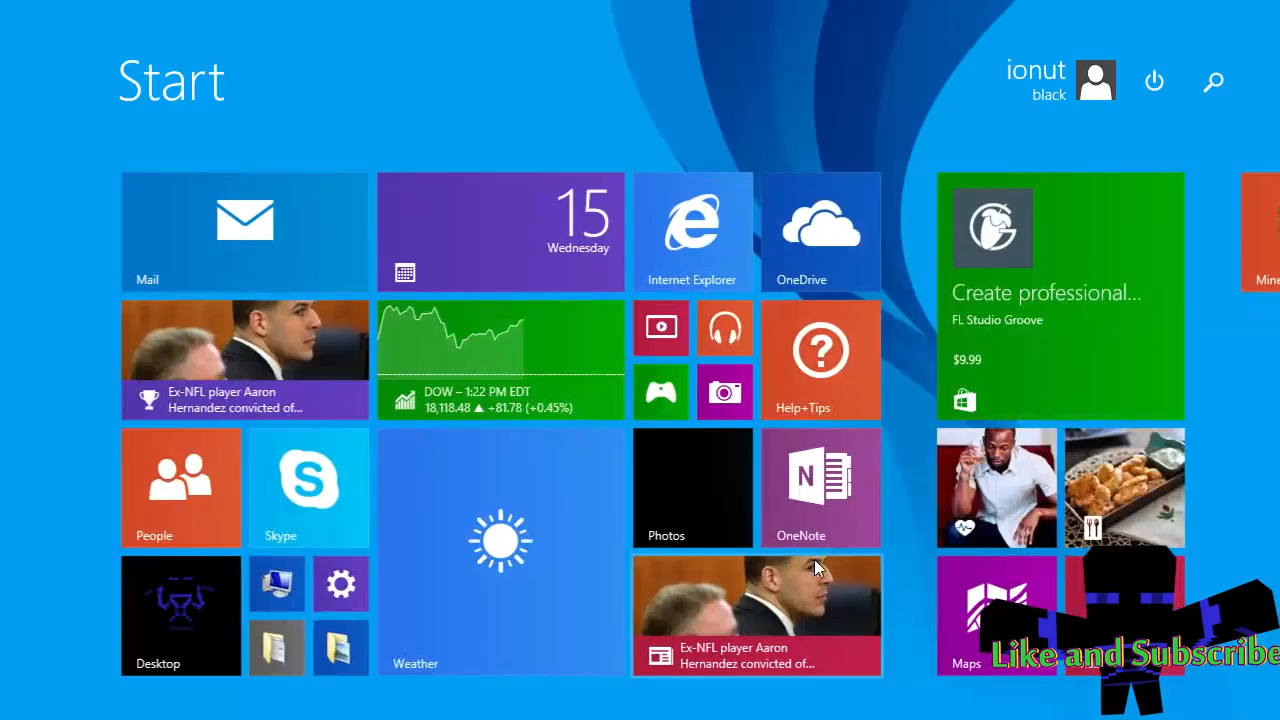 Start
ionut
black
Mail
15
Wednesday
Internet Explorer
OneDrive
Create professional...
FL Studio Groove
$9.99
Ex-NFL player Aaron
Hernandez convicted of...
DOW – 1:22 PM EDT
18,118.48 ▲ +81.78 (+0.45%)
Help+Tips
People
Skype
Weather
Photos
OneNote
Desktop
Ex-NFL player Aaron
Hernandez convicted of...
Maps
Mine
Like and Subscribe